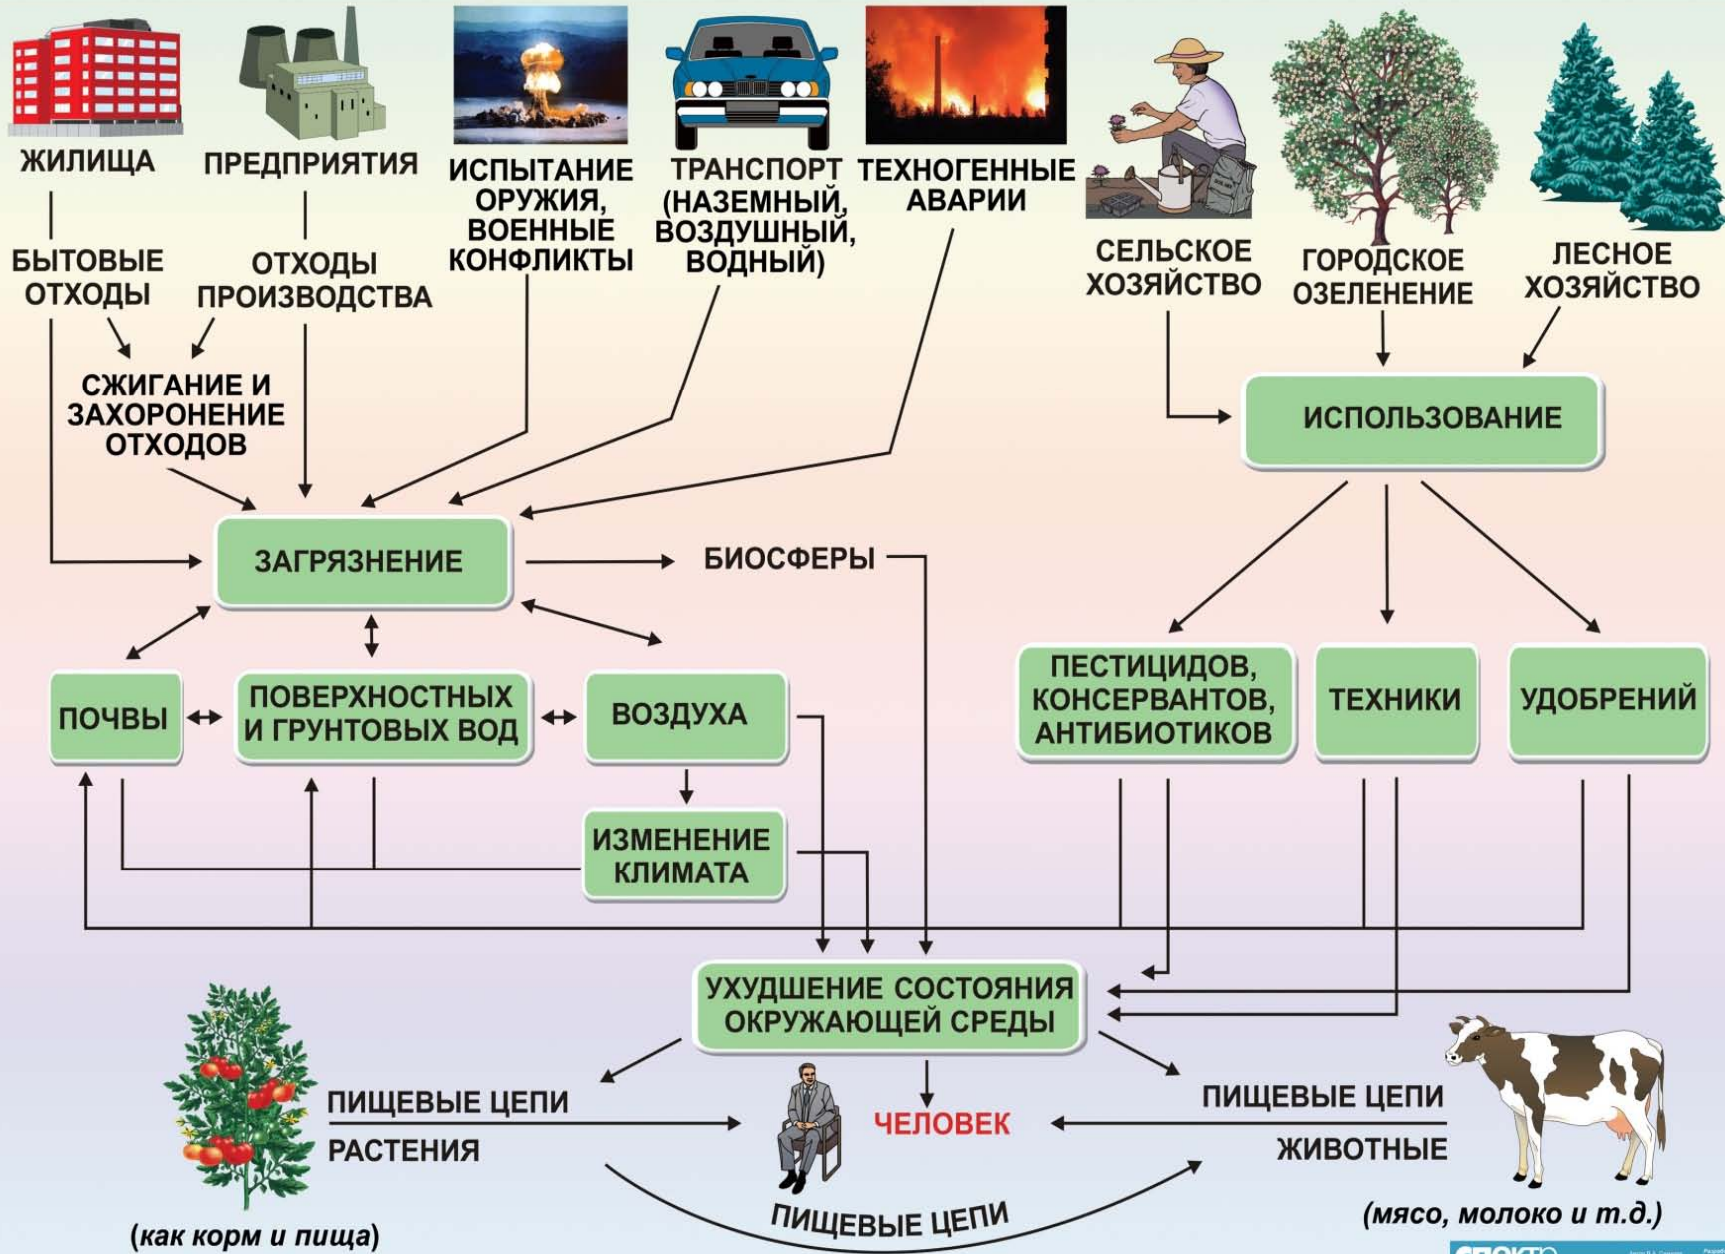 ЖИЛИЩА
ПРЕДПРИЯТИЯ
ИСПЫТАНИЕ
ОРУЖИЯ,
ВОЕННЫЕ
КОНФЛИКТЫ
ТРАНСПОРТ
(НАЗЕМНЫЙ,
ВОЗДУШНЫЙ,
ВОДНЫЙ)
ТЕХНОГЕННЫЕ
АВАРИИ
СЕЛЬСКОЕ
ХОЗЯЙСТВО
ГОРОДСКОЕ
ОЗЕЛЕНЕНИЕ
ЛЕСНОЕ
ХОЗЯЙСТВО
БЫТОВЫЕ
ОТХОДЫ
ОТХОДЫ
ПРОИЗВОДСТВА
СЖИГАНИЕ И
ЗАХОРОНЕНИЕ
ОТХОДОВ
ИСПОЛЬЗОВАНИЕ
ЗАГРЯЗНЕНИЕ
БИОСФЕРЫ
ПОЧВЫ
ПОВЕРХНОСТНЫХ
И ГРУНТОВЫХ ВОД
ВОЗДУХА
ПЕСТИЦИДОВ,
КОНСЕРВАНТОВ,
АНТИБИОТИКОВ
ТЕХНИКИ
УДОБРЕНИЙ
ИЗМЕНЕНИЕ
КЛИМАТА
УХУДШЕНИЕ СОСТОЯНИЯ
ОКРУЖАЮЩЕЙ СРЕДЫ
ПИЩЕВЫЕ ЦЕПИ
РАСТЕНИЯ
ЧЕЛОВЕК
ПИЩЕВЫЕ ЦЕПИ
ЖИВОТНЫЕ
ПИЩЕВЫЕ ЦЕПИ
(как корм и пища)
(мясо, молоко и т.д.)